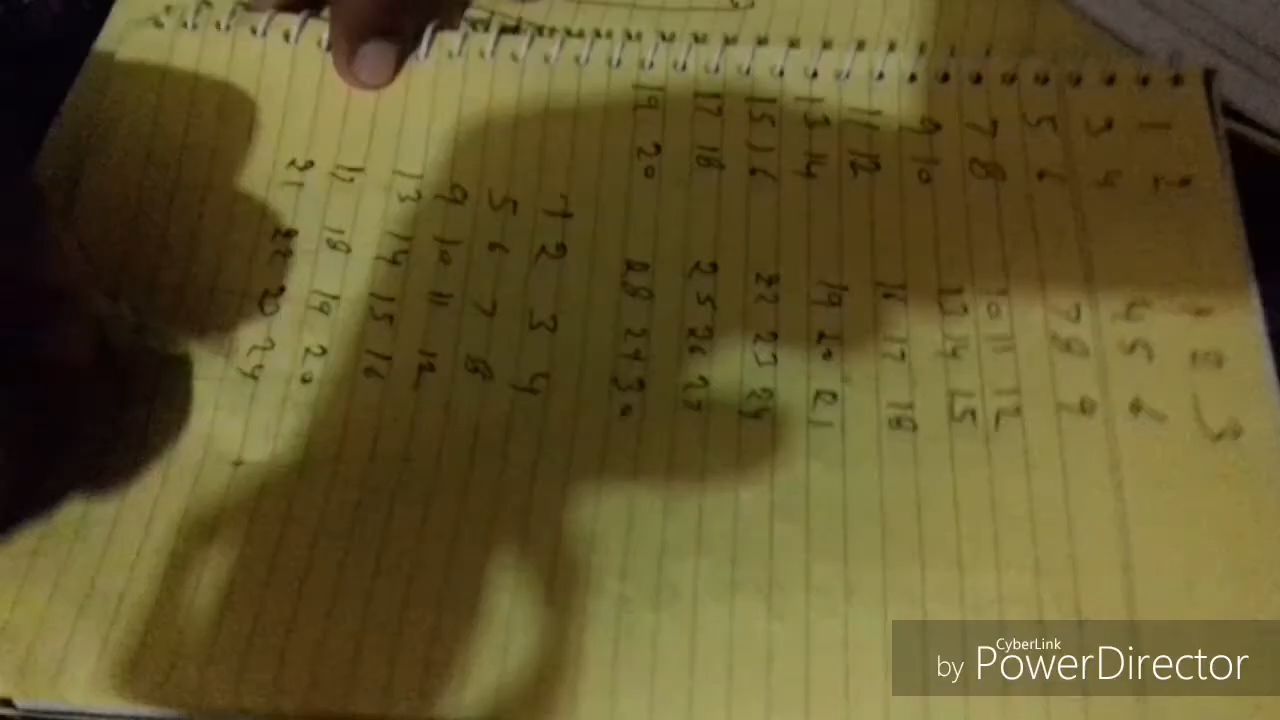 1 2
3 4
5 6
7 8
9 10
11 12
13 14
15 16
17 18
19 20
1 2 3
4 5 6
7 8 9
10 11 12
13 14 15
16 17 18
19 20 21
22 23 24
25 26 27
28 29 30
1 2 3 4
5 6 7 8
9 10 11 12
13 14 15 16
17 18 19 20
21 22 23 24
by CyberLink PowerDirector